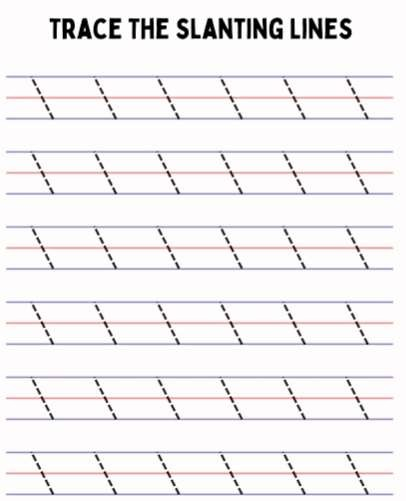 TRACE THE SLANTING LINES